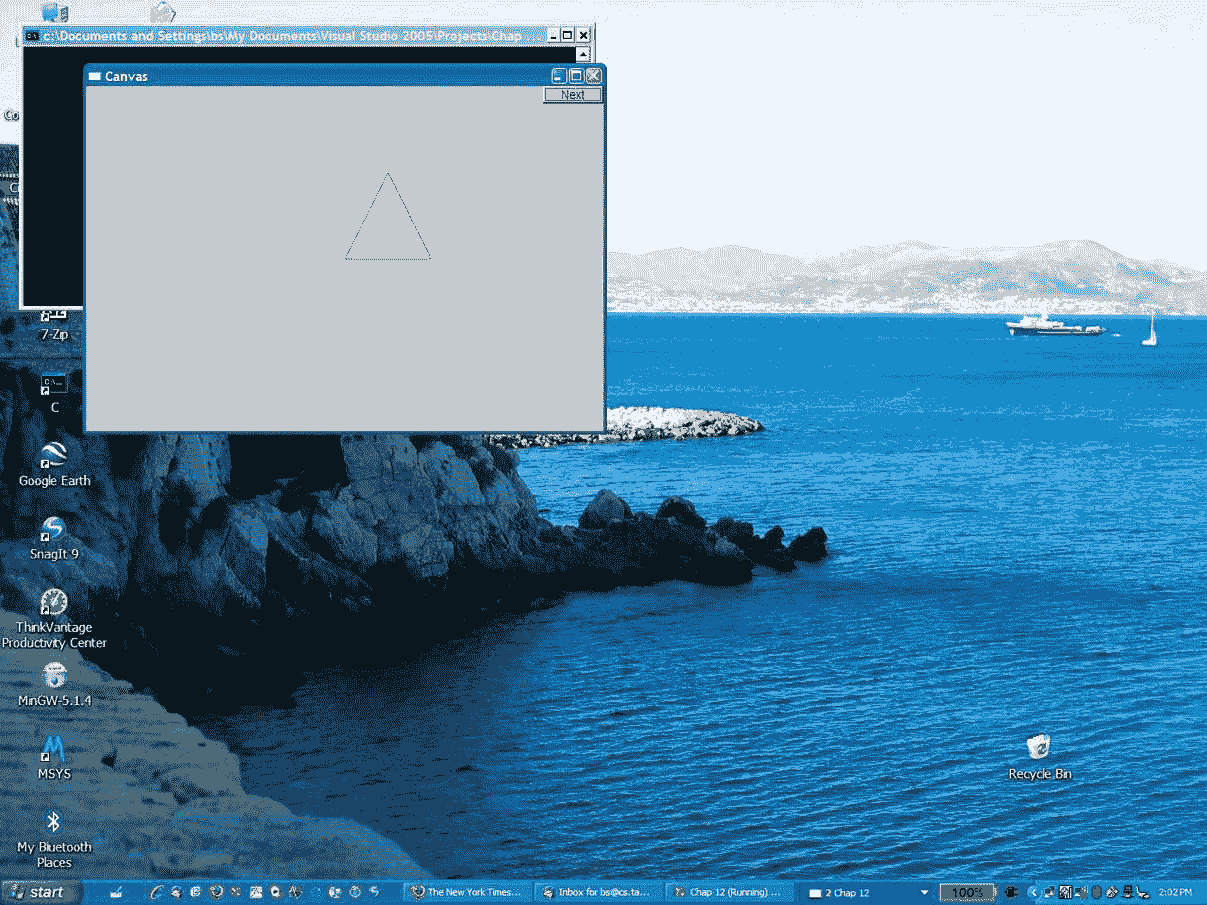 c:\Documents and Settings\bs\My Documents\Visual Studio 2005\Projects\Chap
Canvas
Next
7-Zip
C
Google Earth
SnagIt 9
ThinkVantage
Productivity Center
MinGW-5.1.4
MSYS
My Bluetooth
Places
Recycle Bin
start
The New York Times...
Inbox for bs@cs.ta...
Chap 12 (Running) ...
2 Chap 12
100%
2:02 PM